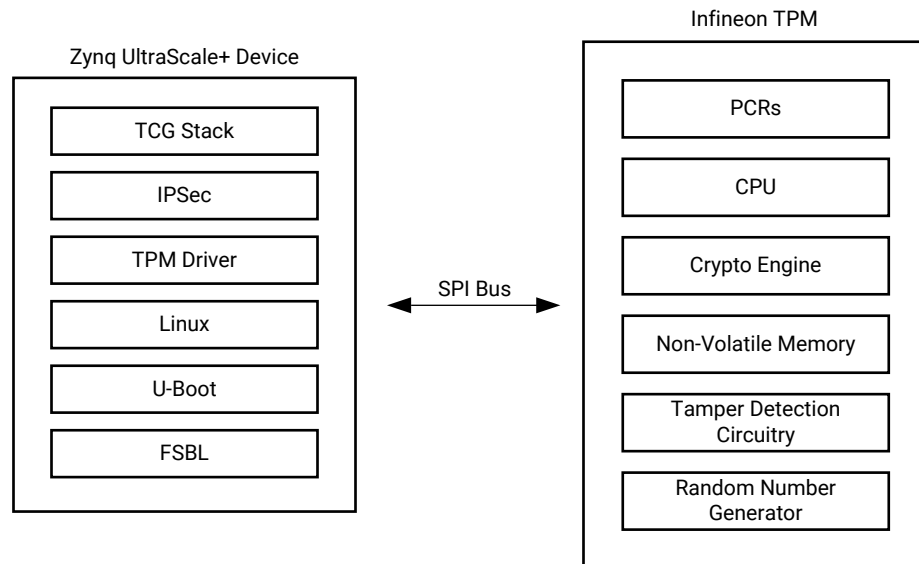 Infineon TPM
Zynq UltraScale+ Device
TCG Stack
IPSec
TPM Driver
Linux
U-Boot
FSBL
SPI Bus
PCRs
CPU
Crypto Engine
Non-Volatile Memory
Tamper Detection
Circuitry
Random Number
Generator